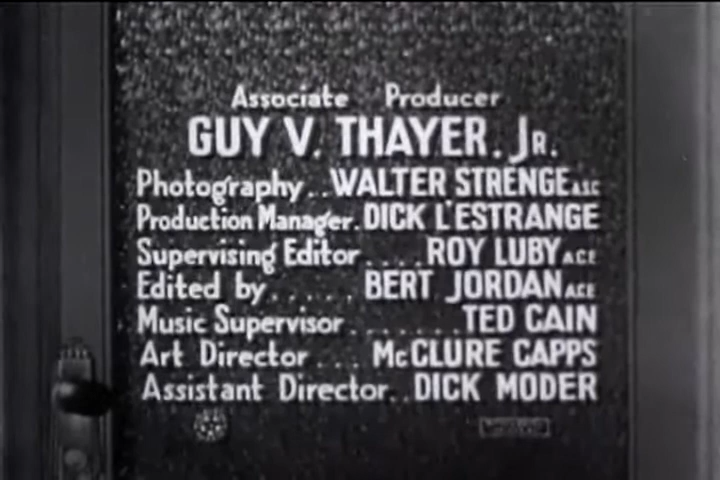 Associate Producer
GUY V. THAYER. JR.
Photography..WALTER STRENGE A.S.C
Production Manager.DICK L'ESTRANGE
Supervising Editor....ROY LUBY A.C.E
Edited by.....BERT JORDAN A.C.E
Music Supervisor.......TED CAIN
Art Director...McCLURE CAPPS
Assistant Director..DICK MODER